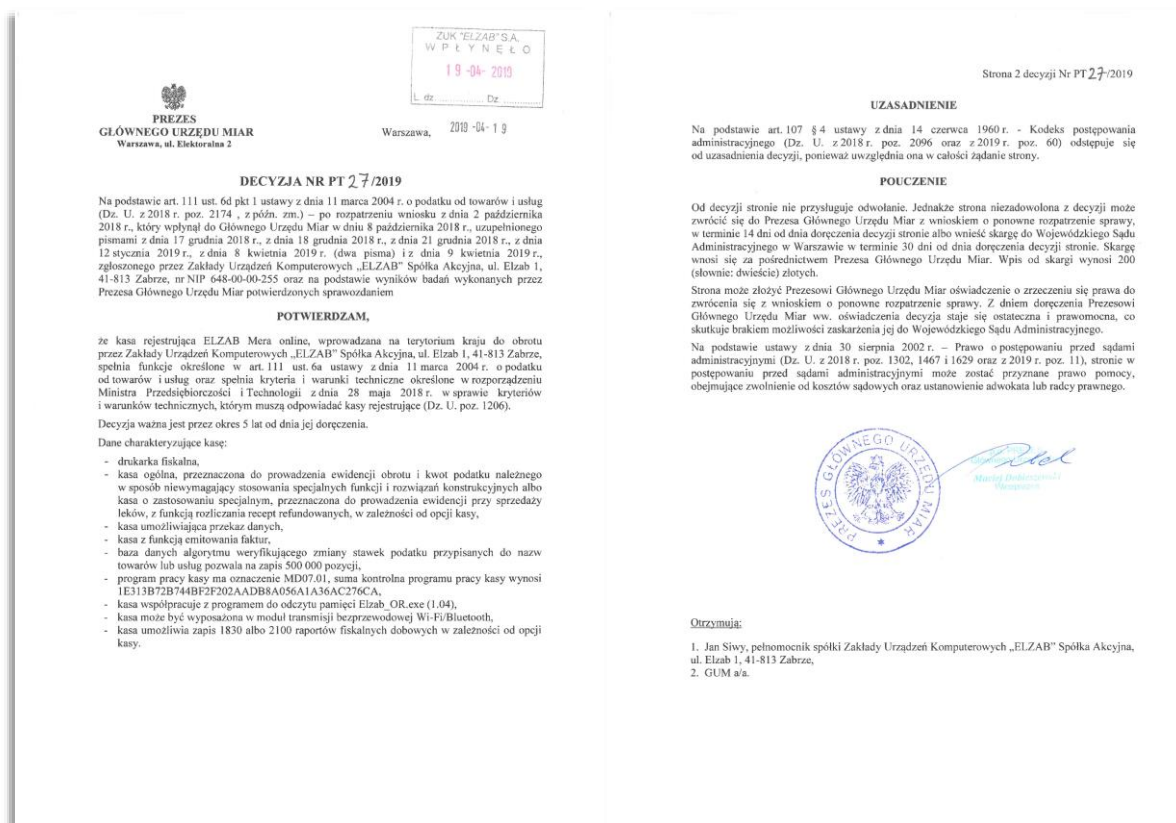 ZUK "ELZAB" S.A.
WPŁYNĘŁO
19-04-2019
L. dz. Dz.
PREZES
GŁÓWNEGO URZĘDU MIAR
Warszawa, ul. Elektoralna 2
Warszawa, 2019-04-19
DECYZJA NR PT 27/2019
Na podstawie art. 111 ust. 6d pkt 1 ustawy z dnia 11 marca 2004 r. o podatku od towarów i usług
(Dz. U. z 2018 r. poz. 2174 , z późn. zm.) – po rozpatrzeniu wniosku z dnia 2 października
2018 r., który wpłynął do Głównego Urzędu Miar w dniu 8 października 2018 r., uzupełnionego
pismami z dnia 17 grudnia 2018 r., z dnia 18 grudnia 2018 r., z dnia 21 grudnia 2018 r., z dnia
12 stycznia 2019 r., z dnia 8 kwietnia 2019 r. (dwa pisma) i z dnia 9 kwietnia 2019 r.,
zgłoszonego przez Zakłady Urządzeń Komputerowych „ELZAB” Spółka Akcyjna, ul. Elzab 1,
41-813 Zabrze, nr NIP 648-00-00-255 oraz na podstawie wyników badań wykonanych przez
Prezesa Głównego Urzędu Miar potwierdzonych sprawozdaniem
POTWIERDZAM,
że kasa rejestrująca ELZAB Mera online, wprowadzana na terytorium kraju do obrotu
przez Zakłady Urządzeń Komputerowych „ELZAB” Spółka Akcyjna, ul. Elzab 1, 41-813 Zabrze,
spełnia funkcje określone w art. 111 ust. 6a ustawy z dnia 11 marca 2004 r. o podatku
od towarów i usług oraz spełnia kryteria i warunki techniczne określone w rozporządzeniu
Ministra Przedsiębiorczości i Technologii z dnia 28 maja 2018 r. w sprawie kryteriów
i warunków technicznych, którym muszą odpowiadać kasy rejestrujące (Dz. U. poz. 1206).
Decyzja ważna jest przez okres 5 lat od dnia jej doręczenia.
Dane charakteryzujące kasę:
- drukarka fiskalna,
- kasa ogólna, przeznaczona do prowadzenia ewidencji obrotu i kwot podatku należnego
w sposób niewymagający stosowania specjalnych funkcji i rozwiązań konstrukcyjnych albo
kasa o zastosowaniu specjalnym, przeznaczona do prowadzenia ewidencji przy sprzedaży
leków, z funkcją rozliczania recept refundowanych, w zależności od opcji kasy,
- kasa umożliwiająca przekaz danych,
- kasa z funkcją emitowania faktur,
- baza danych algorytmu weryfikującego zmiany stawek podatku przypisanych do nazw
towarów lub usług pozwala na zapis 500 000 pozycji,
- program pracy kasy ma oznaczenie MD07.01, suma kontrolna programu pracy kasy wynosi
1E313B72B744BF2F202AADB8A056A1A36AC276CA,
- kasa współpracuje z programem do odczytu pamięci Elzab_OR.exe (1.04),
- kasa może być wyposażona w moduł transmisji bezprzewodowej Wi-Fi/Bluetooth,
- kasa umożliwia zapis 1830 albo 2100 raportów fiskalnych dobowych w zależności od opcji
kasy.
Strona 2 decyzji Nr PT 27/2019
UZASADNIENIE
Na podstawie art. 107 § 4 ustawy z dnia 14 czerwca 1960 r. - Kodeks postępowania
administracyjnego (Dz. U. z 2018 r. poz. 2096 oraz z 2019 r. poz. 60) odstępuje się
od uzasadnienia decyzji, ponieważ uwzględnia ona w całości żądanie strony.
POUCZENIE
Od decyzji stronie nie przysługuje odwołanie. Jednakże strona niezadowolona z decyzji może
zwrócić się do Prezesa Głównego Urzędu Miar z wnioskiem o ponowne rozpatrzenie sprawy,
w terminie 14 dni od dnia doręczenia decyzji stronie albo wnieść skargę do Wojewódzkiego Sądu
Administracyjnego w Warszawie w terminie 30 dni od dnia doręczenia decyzji stronie. Skargę
wnosi się za pośrednictwem Prezesa Głównego Urzędu Miar. Wpis od skargi wynosi 200
(słownie: dwieście) złotych.
Strona może złożyć Prezesowi Głównego Urzędu Miar oświadczenie o zrzeczeniu się prawa do
zwrócenia się z wnioskiem o ponowne rozpatrzenie sprawy. Z dniem doręczenia Prezesowi
Głównego Urzędu Miar ww. oświadczenia decyzja staje się ostateczna i prawomocna, co
skutkuje brakiem możliwości zaskarżenia jej do Wojewódzkiego Sądu Administracyjnego.
Na podstawie ustawy z dnia 30 sierpnia 2002 r. – Prawo o postępowaniu przed sądami
administracyjnymi (Dz. U. z 2018 r. poz. 1302, 1467 i 1629 oraz z 2019 r. poz. 11), stronie w
postępowaniu przed sądami administracyjnymi może zostać przyznane prawo pomocy,
obejmujące zwolnienie od kosztów sądowych oraz ustanowienie adwokata lub radcy prawnego.
PREZES GŁÓWNEGO URZĘDU MIAR
Otrzymują:
1. Jan Siwy, pełnomocnik spółki Zakłady Urządzeń Komputerowych „ELZAB” Spółka Akcyjna,
ul. Elzab 1, 41-813 Zabrze,
2. GUM a/a.